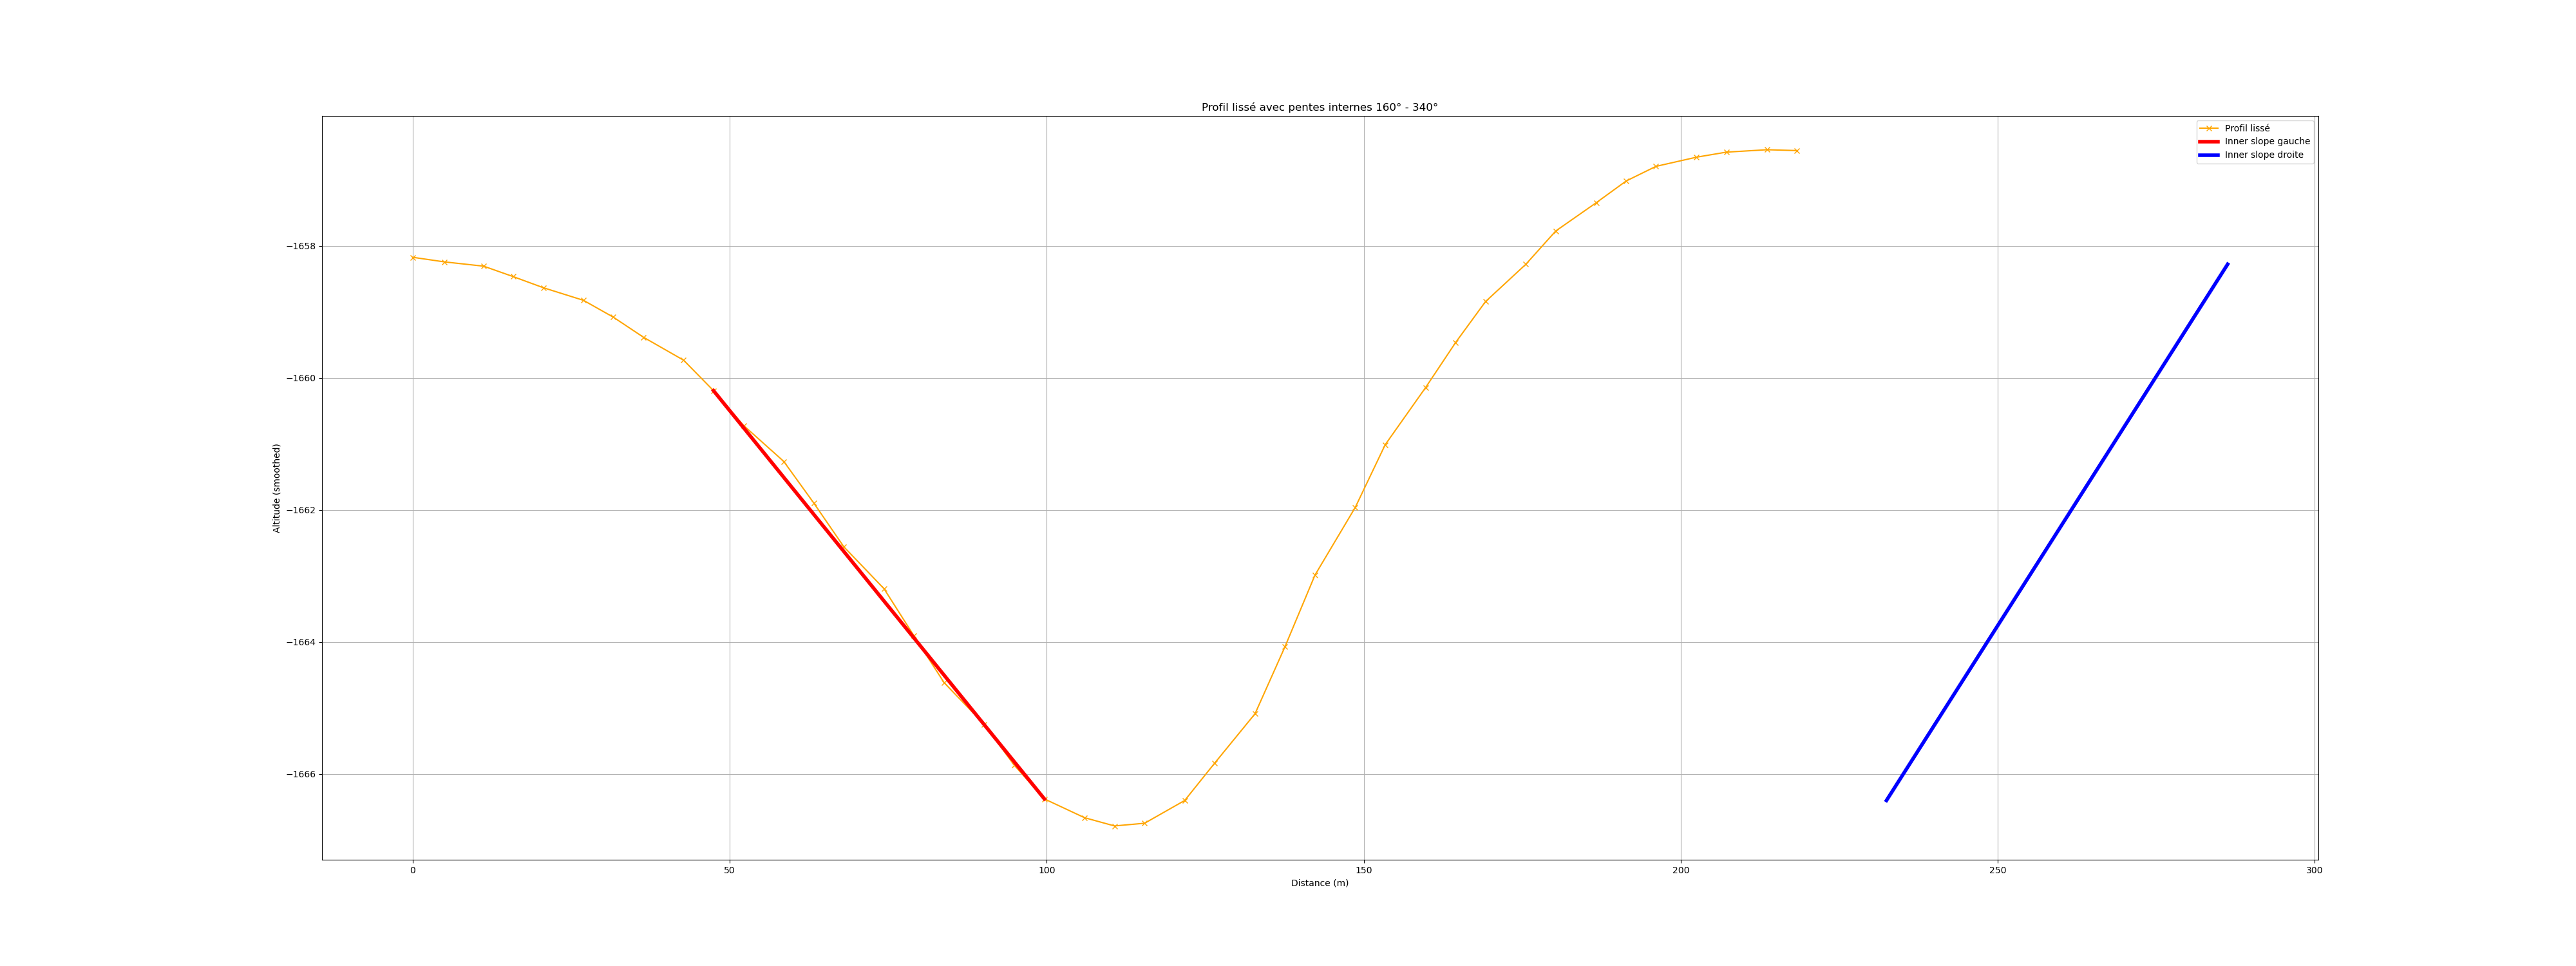 Profil lissé avec pentes internes 160° - 340°
Profil lissé
Inner slope gauche
Inner slope droite
−1658
−1660
−1662
−1664
−1666
Altitude (smoothed)
0
50
100
150
200
250
300
Distance (m)